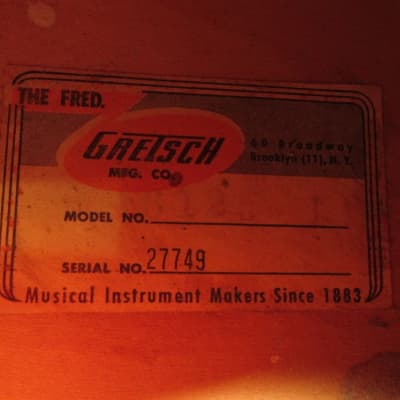 THE FRED.
GRETSCH
MFG. CO.
60 Broadway
Brooklyn (11), N. Y.
MODEL NO.
SERIAL NO. 27749
Musical Instrument Makers Since 1883